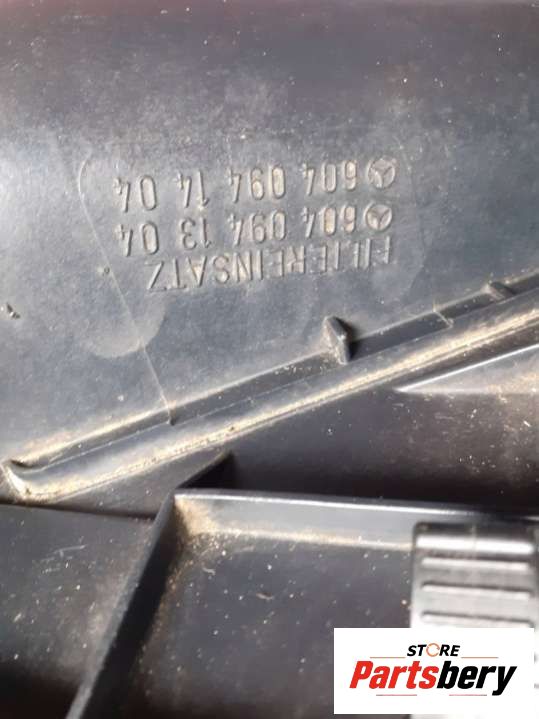 FILTEREINSATZ
604 094 13 04
604 094 14 04
STORE
Partsbery